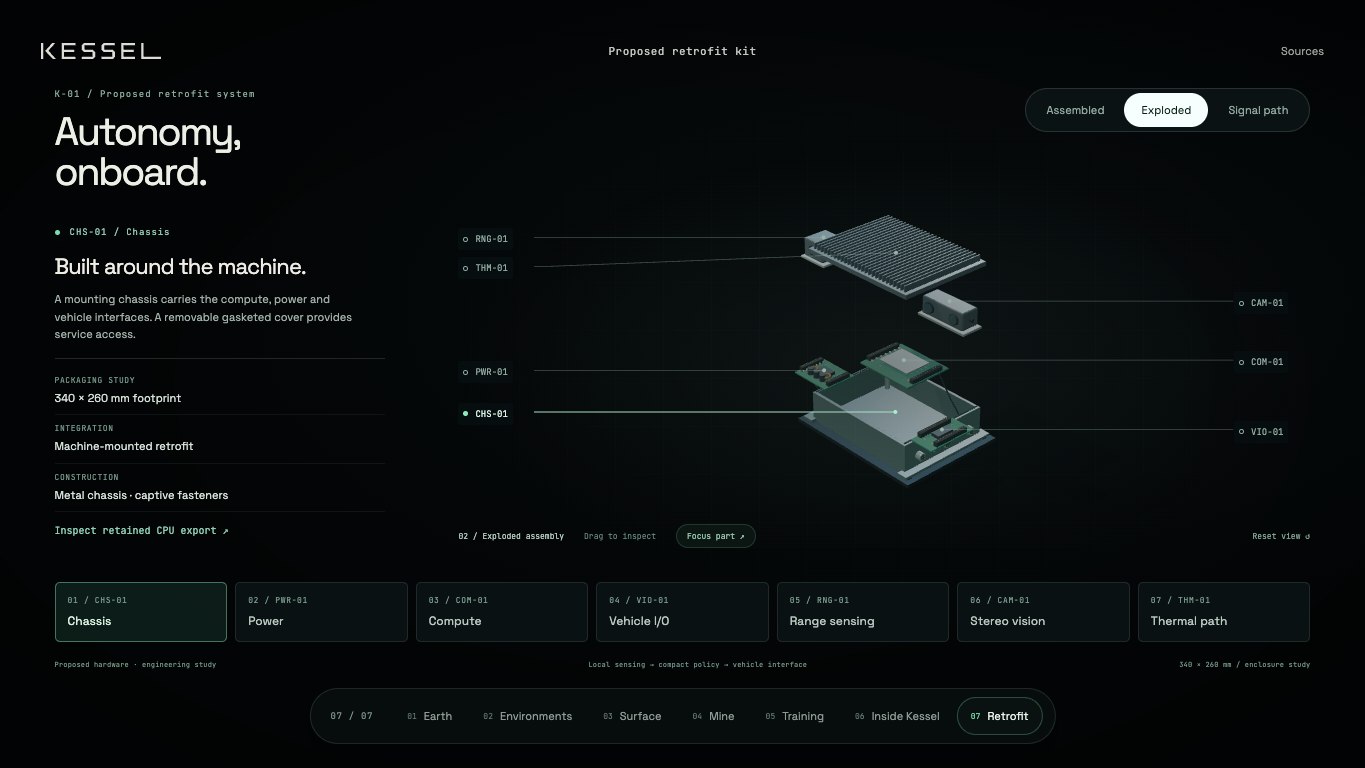 KESSEL
Proposed retrofit kit
Sources
K-01 / Proposed retrofit system
Autonomy,
onboard.
Assembled
Exploded
Signal path
CHS-01 / Chassis
Built around the machine.
A mounting chassis carries the compute, power and
vehicle interfaces. A removable gasketed cover provides
service access.
PACKAGING STUDY
340 × 260 mm footprint
INTEGRATION
Machine-mounted retrofit
CONSTRUCTION
Metal chassis · captive fasteners
Inspect retained CPU export ↗
RNG-01
THM-01
PWR-01
CHS-01
CAM-01
COM-01
VIO-01
02 / Exploded assembly
Drag to inspect
Focus part ↗
Reset view ↺
01 / CHS-01
Chassis
02 / PWR-01
Power
03 / COM-01
Compute
04 / VIO-01
Vehicle I/O
05 / RNG-01
Range sensing
06 / CAM-01
Stereo vision
07 / THM-01
Thermal path
Proposed hardware · engineering study
Local sensing → compact policy → vehicle interface
340 × 260 mm / enclosure study
07 / 07
01 Earth
02 Environments
03 Surface
04 Mine
05 Training
06 Inside Kessel
07 Retrofit